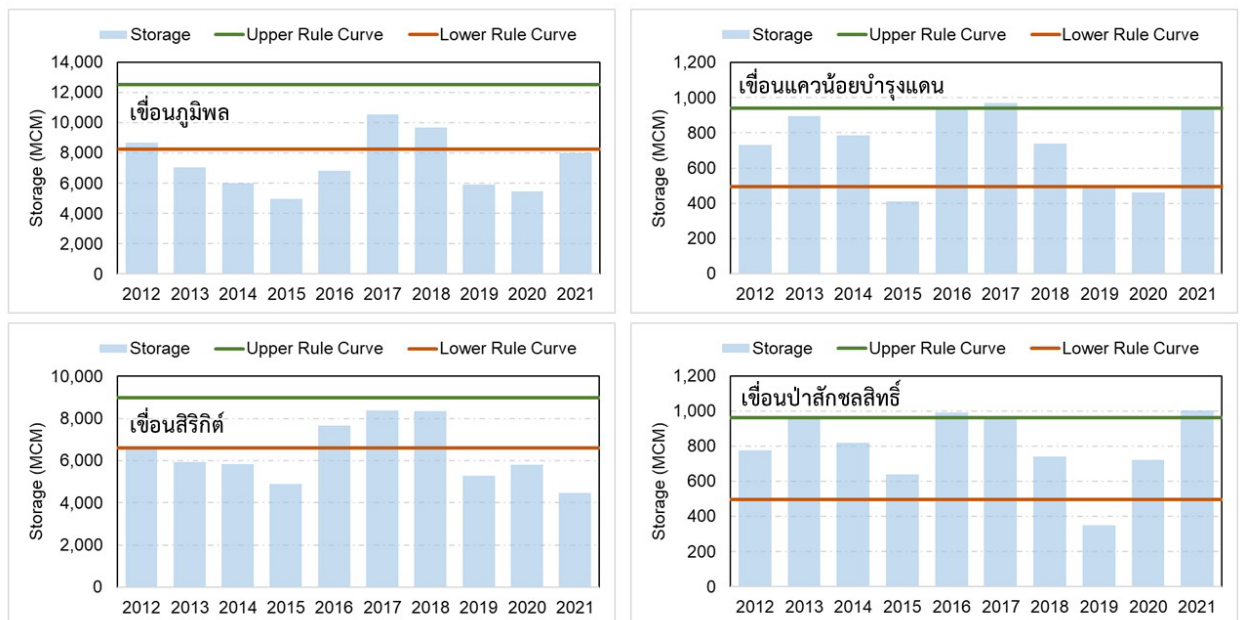 Storage Upper Rule Curve Lower Rule Curve
14,000
12,000
10,000
8,000
6,000
4,000
2,000
0
Storage (MCM)
เขื่อนภูมิพล
2012 2013 2014 2015 2016 2017 2018 2019 2020 2021
Storage Upper Rule Curve Lower Rule Curve
1,200
1,000
800
600
400
200
0
Storage (MCM)
เขื่อนแควน้อยบำรุงแดน
2012 2013 2014 2015 2016 2017 2018 2019 2020 2021
Storage Upper Rule Curve Lower Rule Curve
10,000
8,000
6,000
4,000
2,000
0
Storage (MCM)
เขื่อนสิริกิต์
2012 2013 2014 2015 2016 2017 2018 2019 2020 2021
Storage Upper Rule Curve Lower Rule Curve
1,200
1,000
800
600
400
200
0
Storage (MCM)
เขื่อนป่าสักชลสิทธิ์
2012 2013 2014 2015 2016 2017 2018 2019 2020 2021